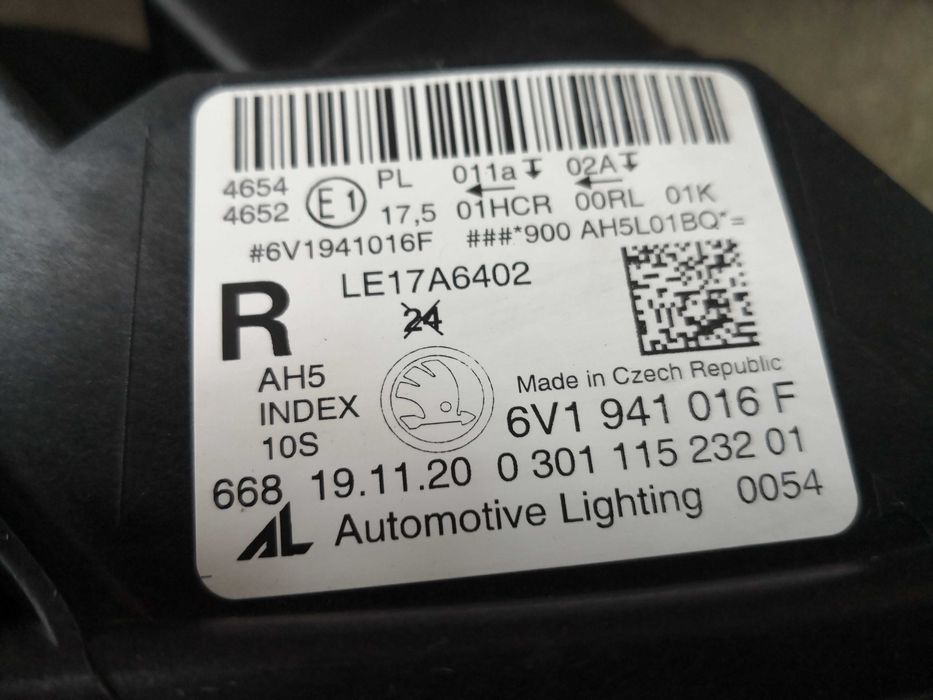 4654 E1 PL 011a 02A
4652 17,5 01HCR 00RL 01K
#6V1941016F ###*900 AH5L01BQ*=
R LE17A6402
24
AH5
INDEX
10S
Made in Czech Republic
6V1 941 016 F
668 19.11.20 0 301 115 232 01
AL Automotive Lighting 0054